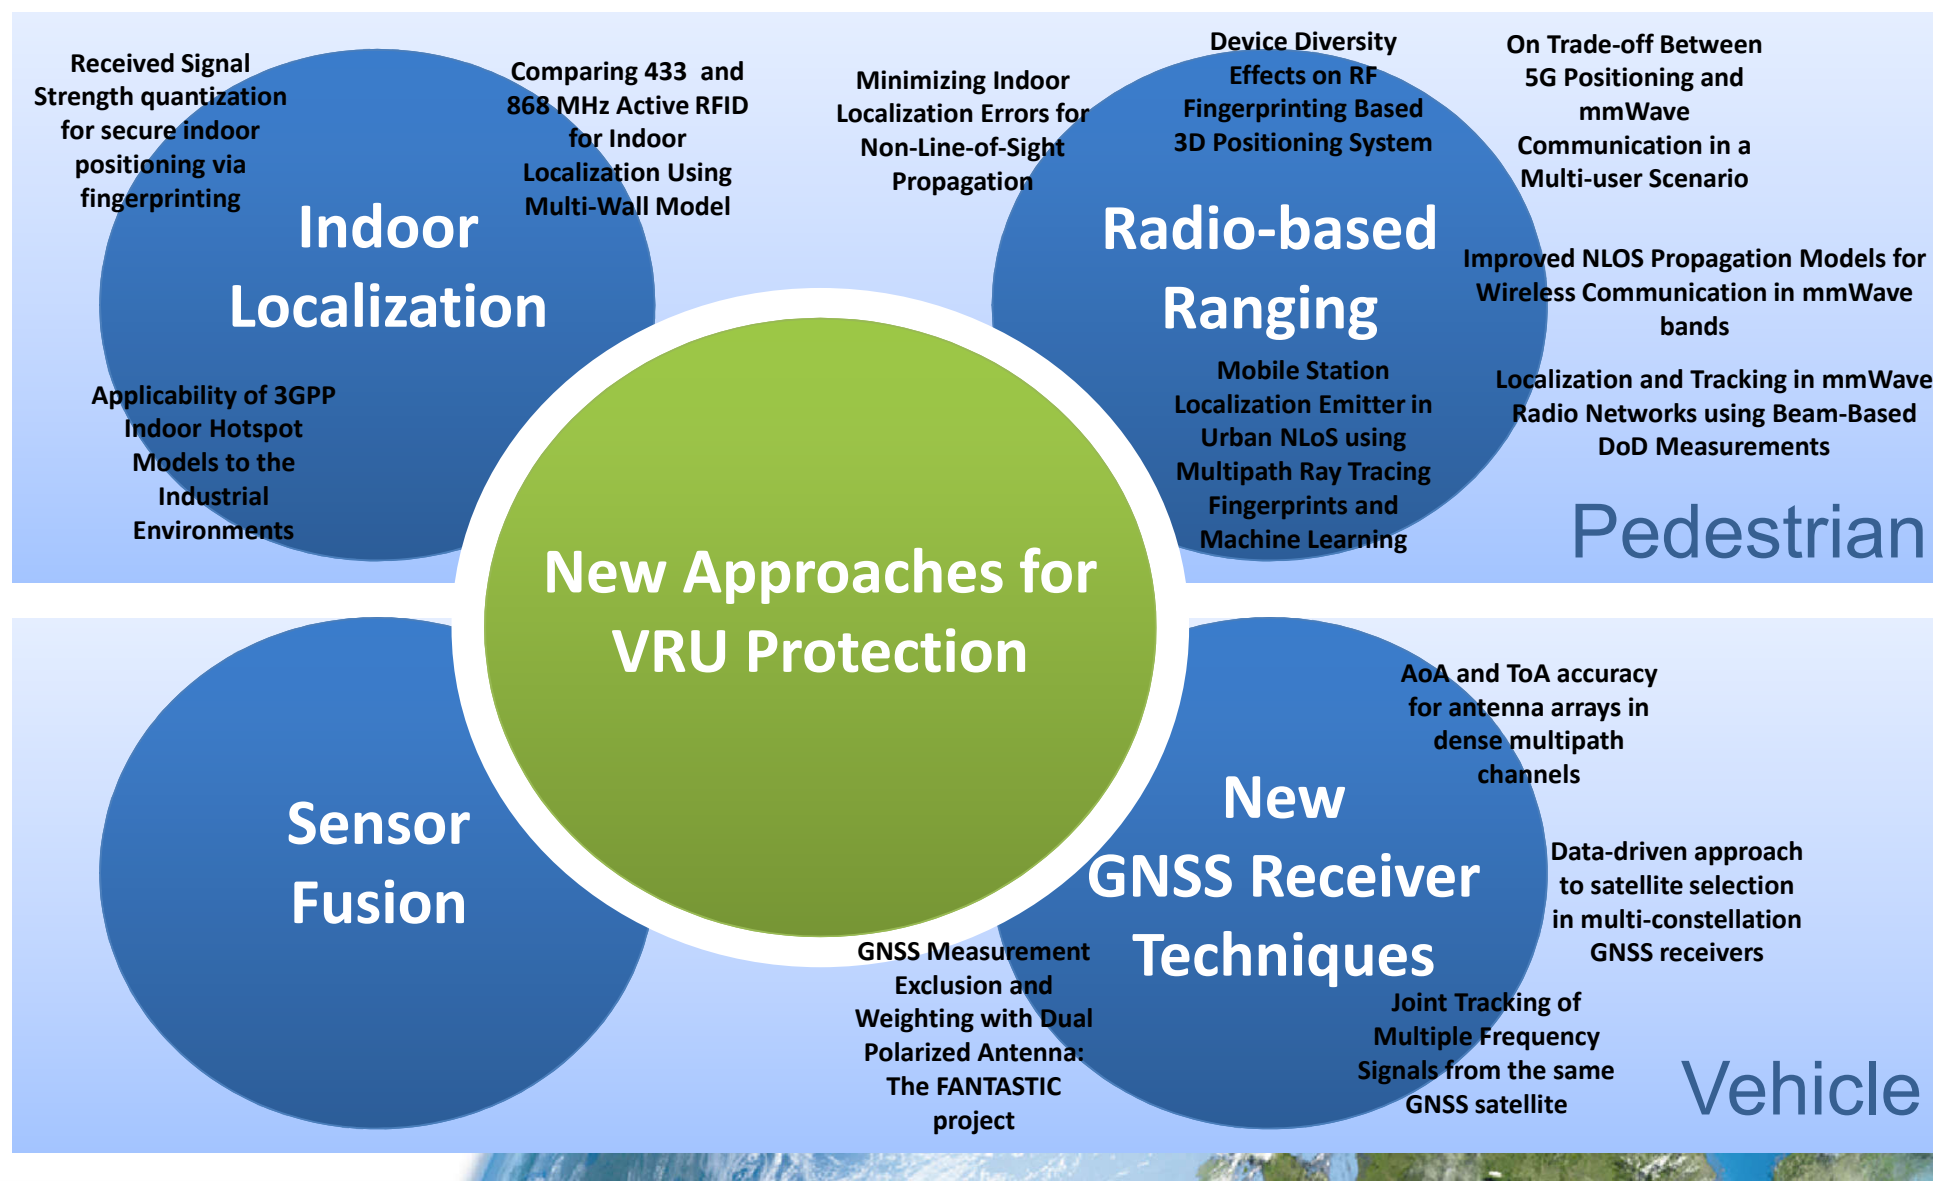 Received Signal
Strength quantization
for secure indoor
positioning via
fingerprinting
Comparing 433  and
868 MHz Active RFID
for Indoor
Localization Using
Multi-Wall Model
Indoor
Localization
Applicability of 3GPP
Indoor Hotspot
Models to the
Industrial
Environments
Minimizing Indoor
Localization Errors for
Non-Line-of-Sight
Propagation
Device Diversity
Effects on RF
Fingerprinting Based
3D Positioning System
On Trade-off Between
5G Positioning and
mmWave
Communication in a
Multi-user Scenario
Radio-based
Ranging
Improved NLOS Propagation Models for
Wireless Communication in mmWave
bands
Mobile Station
Localization Emitter in
Urban NLoS using
Multipath Ray Tracing
Fingerprints and
Machine Learning
Localization and Tracking in mmWave
Radio Networks using Beam-Based
DoD Measurements
Pedestrian
New Approaches for
VRU Protection
Sensor
Fusion
AoA and ToA accuracy
for antenna arrays in
dense multipath
channels
New
GNSS Receiver
Techniques
Data-driven approach
to satellite selection
in multi-constellation
GNSS receivers
GNSS Measurement
Exclusion and
Weighting with Dual
Polarized Antenna:
The FANTASTIC
project
Joint Tracking of
Multiple Frequency
Signals from the same
GNSS satellite
Vehicle